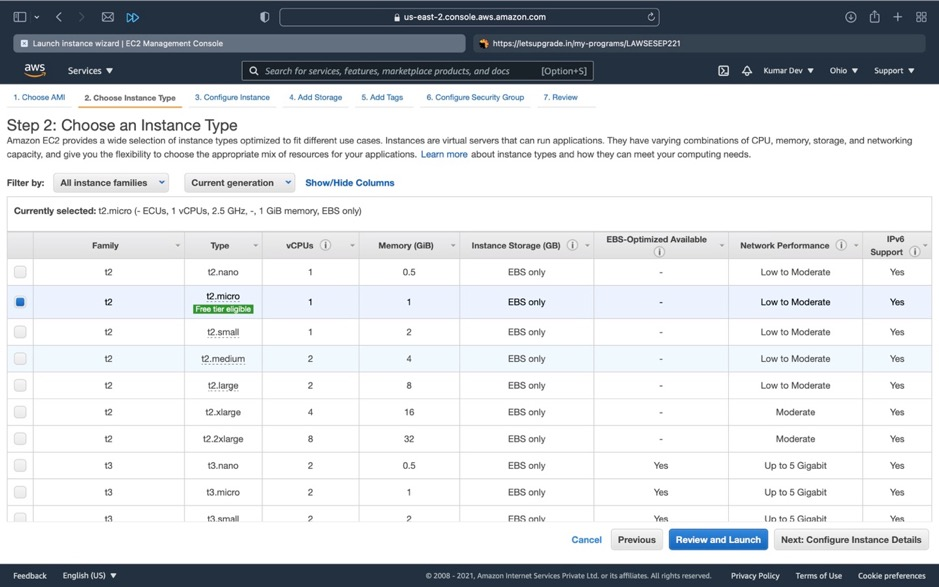 us-east-2.console.aws.amazon.com
Launch instance wizard | EC2 Management Console
https://letsupgrade.in/my-programs/LAWSESEP221
aws
Services
Search for services, features, marketplace products, and docs
[Option+S]
Kumar Dev
Ohio
Support
1. Choose AMI
2. Choose Instance Type
3. Configure Instance
4. Add Storage
5. Add Tags
6. Configure Security Group
7. Review
Step 2: Choose an Instance Type
Amazon EC2 provides a wide selection of instance types optimized to fit different use cases. Instances are virtual servers that can run applications. They have varying combinations of CPU, memory, storage, and networking
capacity, and give you the flexibility to choose the appropriate mix of resources for your applications. Learn more about instance types and how they can meet your computing needs.
Filter by: All instance families Current generation Show/Hide Columns
Currently selected: t2.micro (- ECUs, 1 vCPUs, 2.5 GHz, -, 1 GiB memory, EBS only)
Family Type vCPUs Memory (GiB) Instance Storage (GB) EBS-Optimized Available Network Performance IPv6 Support
t2 t2.nano 1 0.5 EBS only - Low to Moderate Yes
t2 t2.micro 1 1 EBS only - Low to Moderate Yes
Free tier eligible
t2 t2.small 1 2 EBS only - Low to Moderate Yes
t2 t2.medium 2 4 EBS only - Low to Moderate Yes
t2 t2.large 2 8 EBS only - Low to Moderate Yes
t2 t2.xlarge 4 16 EBS only - Moderate Yes
t2 t2.2xlarge 8 32 EBS only - Moderate Yes
t3 t3.nano 2 0.5 EBS only Yes Up to 5 Gigabit Yes
t3 t3.micro 2 1 EBS only Yes Up to 5 Gigabit Yes
t3 t3.small 2 2 EBS only Yes Up to 5 Gigabit Yes
Cancel Previous Review and Launch Next: Configure Instance Details
Feedback English (US) © 2008 - 2021, Amazon Internet Services Private Ltd. or its affiliates. All rights reserved. Privacy Policy Terms of Use Cookie preferences